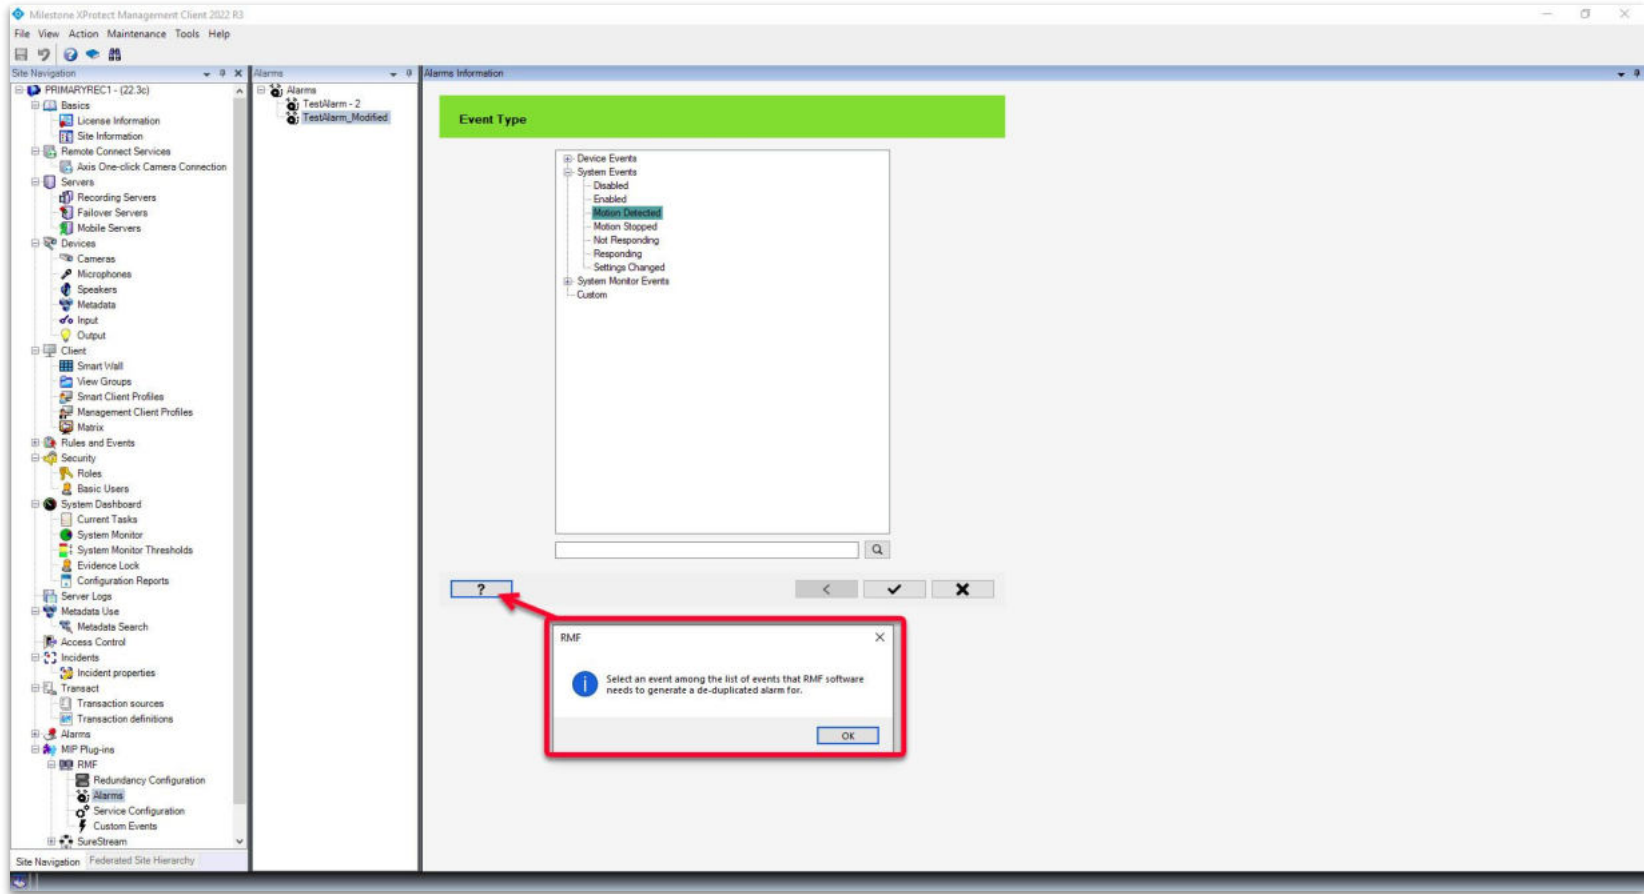 Milestone XProtect Management Client 2022 R3
File View Action Maintenance Tools Help
Site Navigation
PRIMARYREC1 - (22.3c)
Basics
License Information
Site Information
Remote Connect Services
Axis One-click Camera Connection
Servers
Recording Servers
Failover Servers
Mobile Servers
Devices
Cameras
Microphones
Speakers
Metadata
Input
Output
Client
Smart Wall
View Groups
Smart Client Profiles
Management Client Profiles
Matrix
Rules and Events
Security
Roles
Basic Users
System Dashboard
Current Tasks
System Monitor
System Monitor Thresholds
Evidence Lock
Configuration Reports
Server Logs
Metadata Use
Metadata Search
Access Control
Incidents
Incident properties
Transact
Transaction sources
Transaction definitions
Alarms
MIP Plug-ins
RMF
Redundancy Configuration
Alarms
Service Configuration
Custom Events
SureStream
Site Navigation Federated Site Hierarchy
Alarms
Alarms
TestAlarm - 2
TestAlarm_Modified
Alarms Information
Event Type
Device Events
System Events
Disabled
Enabled
Motion Detected
Motion Stopped
Not Responding
Responding
Settings Changed
System Monitor Events
Custom
?
<
RMF
Select an event among the list of events that RMF software
needs to generate a de-duplicated alarm for.
OK